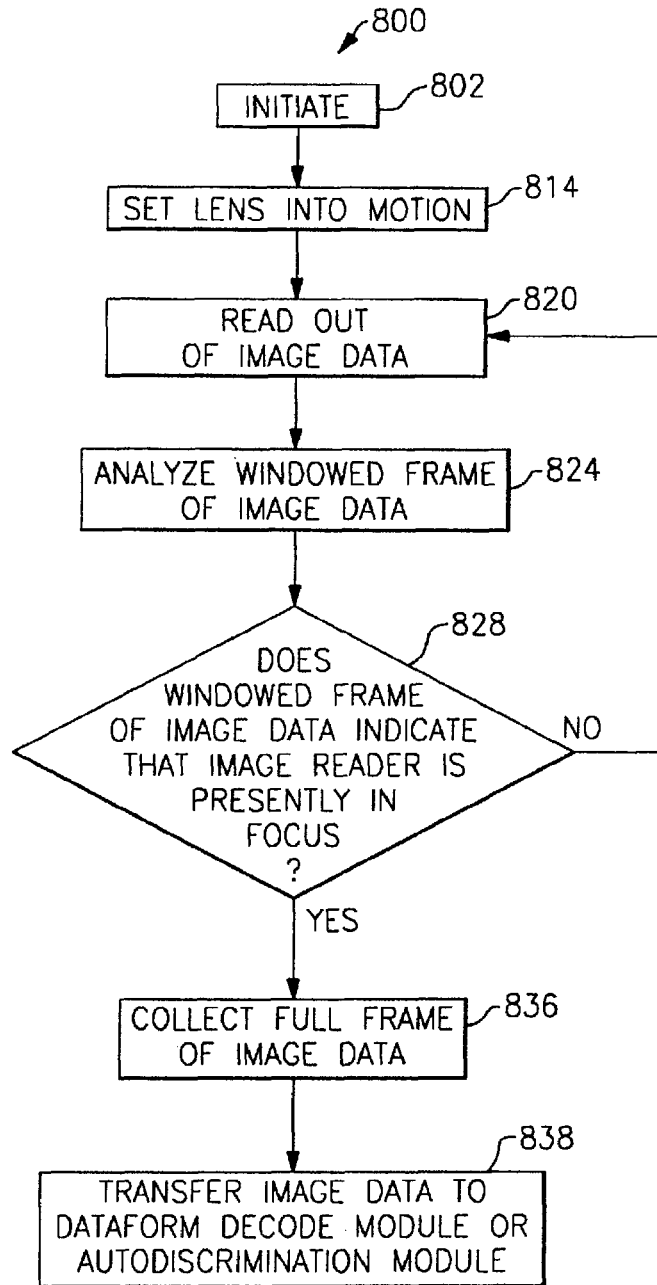 800
INITIATE
802
SET LENS INTO MOTION
814
READ OUT
OF IMAGE DATA
820
ANALYZE WINDOWED FRAME
OF IMAGE DATA
824
DOES
WINDOWED FRAME
OF IMAGE DATA INDICATE
THAT IMAGE READER IS
PRESENTLY IN
FOCUS
?
828
NO
YES
COLLECT FULL FRAME
OF IMAGE DATA
836
TRANSFER IMAGE DATA TO
DATAFORM DECODE MODULE OR
AUTODISCRIMINATION MODULE
838